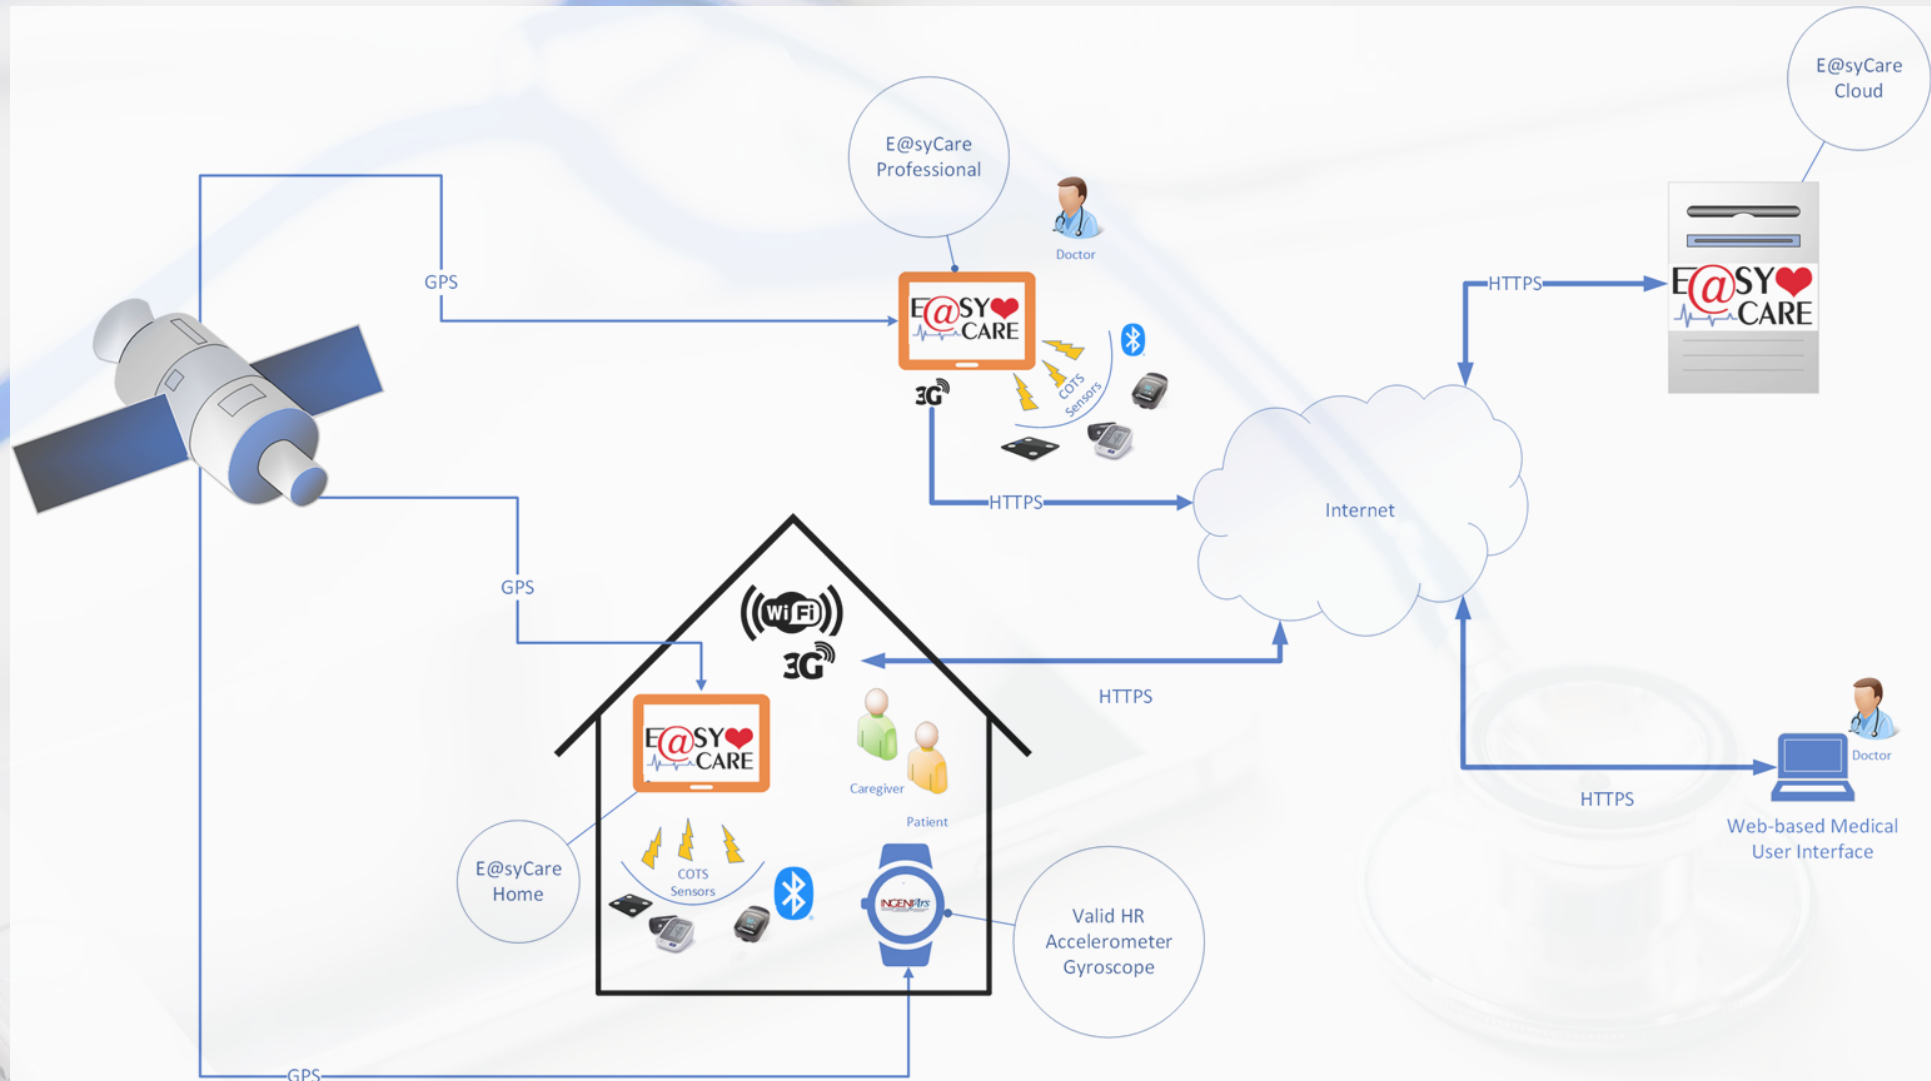 E@syCare
Cloud
E@syCare
Professional
Doctor
GPS
E@SY
CARE
HTTPS
E@SY
CARE
COTS
Sensors
3G
HTTPS
Internet
GPS
Wi Fi
3G
HTTPS
E@SY
CARE
Caregiver
Patient
Doctor
HTTPS
Web-based Medical
User Interface
E@syCare
Home
COTS
Sensors
INGENIArs
Valid HR
Accelerometer
Gyroscope
GPS